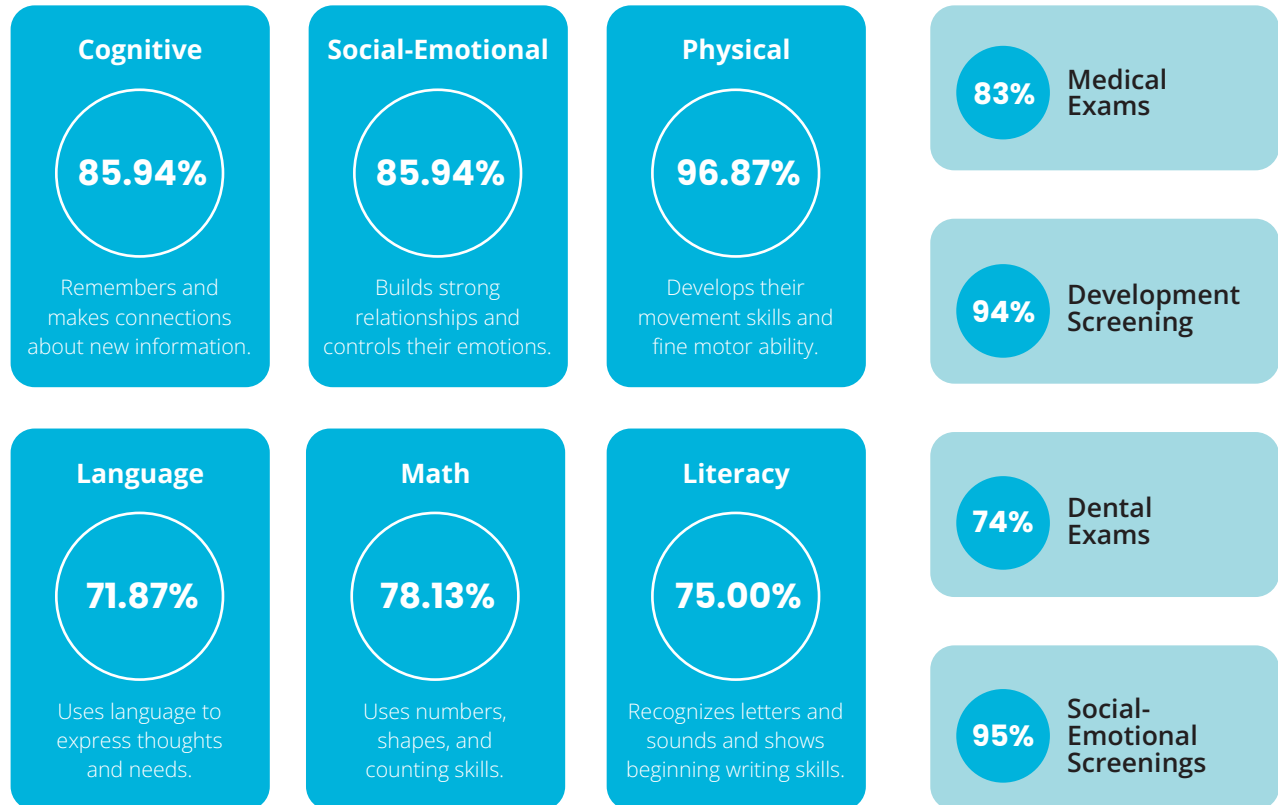 Cognitive
85.94%
Remembers and
makes connections
about new information.
Social-Emotional
85.94%
Builds strong
relationships and
controls their emotions.
Physical
96.87%
Develops their
movement skills and
fine motor ability.
Language
71.87%
Uses language to
express thoughts
and needs.
Math
78.13%
Uses numbers,
shapes, and
counting skills.
Literacy
75.00%
Recognizes letters and
sounds and shows
beginning writing skills.
83%
Medical
Exams
94%
Development
Screening
74%
Dental
Exams
95%
Social-
Emotional
Screenings